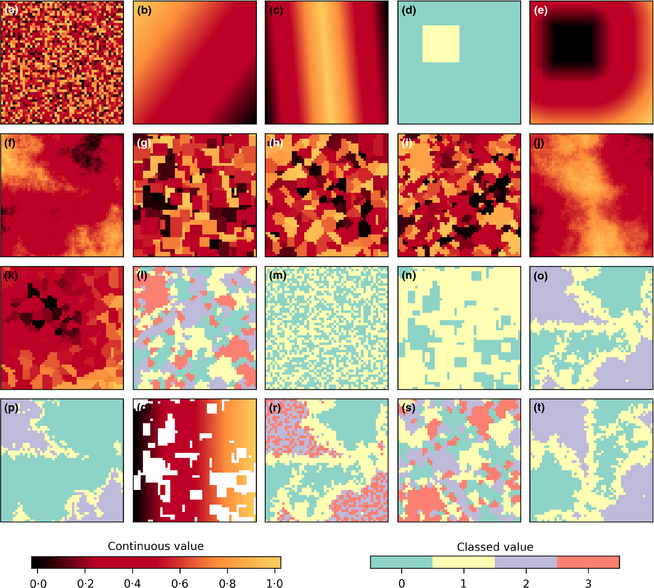 (a) (b) (c) (d) (e)
(f) (g) (h) (i) (j)
(k) (l) (m) (n) (o)
(p) (q) (r) (s) (t)
Continuous value Classed value
0·0 0·2 0·4 0·6 0·8 1·0 0 1 2 3